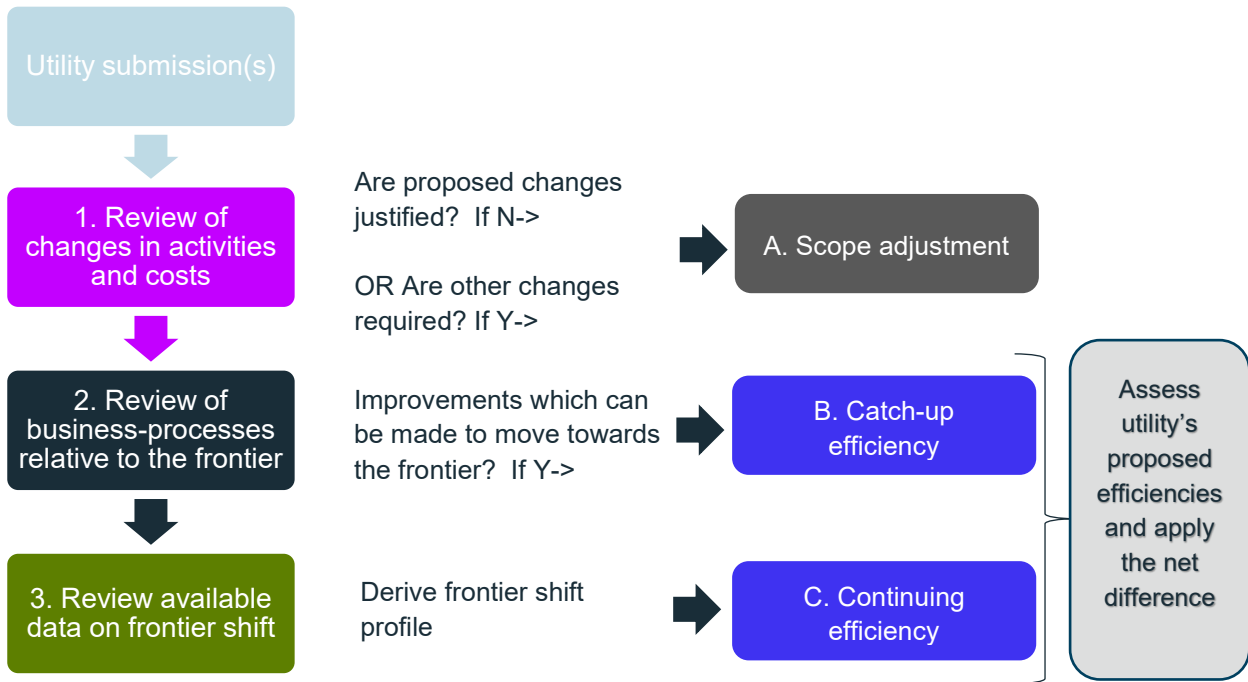 Utility submission(s)
1. Review of
changes in activities
and costs
Are proposed changes
justified? If N->
OR Are other changes
required? If Y->
A. Scope adjustment
2. Review of
business-processes
relative to the frontier
Improvements which can
be made to move towards
the frontier? If Y->
B. Catch-up
efficiency
3. Review available
data on frontier shift
Derive frontier shift
profile
C. Continuing
efficiency
Assess
utility’s
proposed
efficiencies
and apply
the net
difference